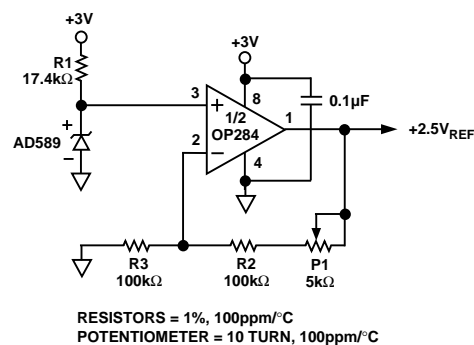 +3V
+3V
R1
17.4kΩ
3
8
0.1µF
+
1/2
1
AD589
+
2
OP284
+2.5VREF
−
−
4
R3
100kΩ
R2
100kΩ
P1
5kΩ
RESISTORS = 1%, 100ppm/°C
POTENTIOMETER = 10 TURN, 100ppm/°C